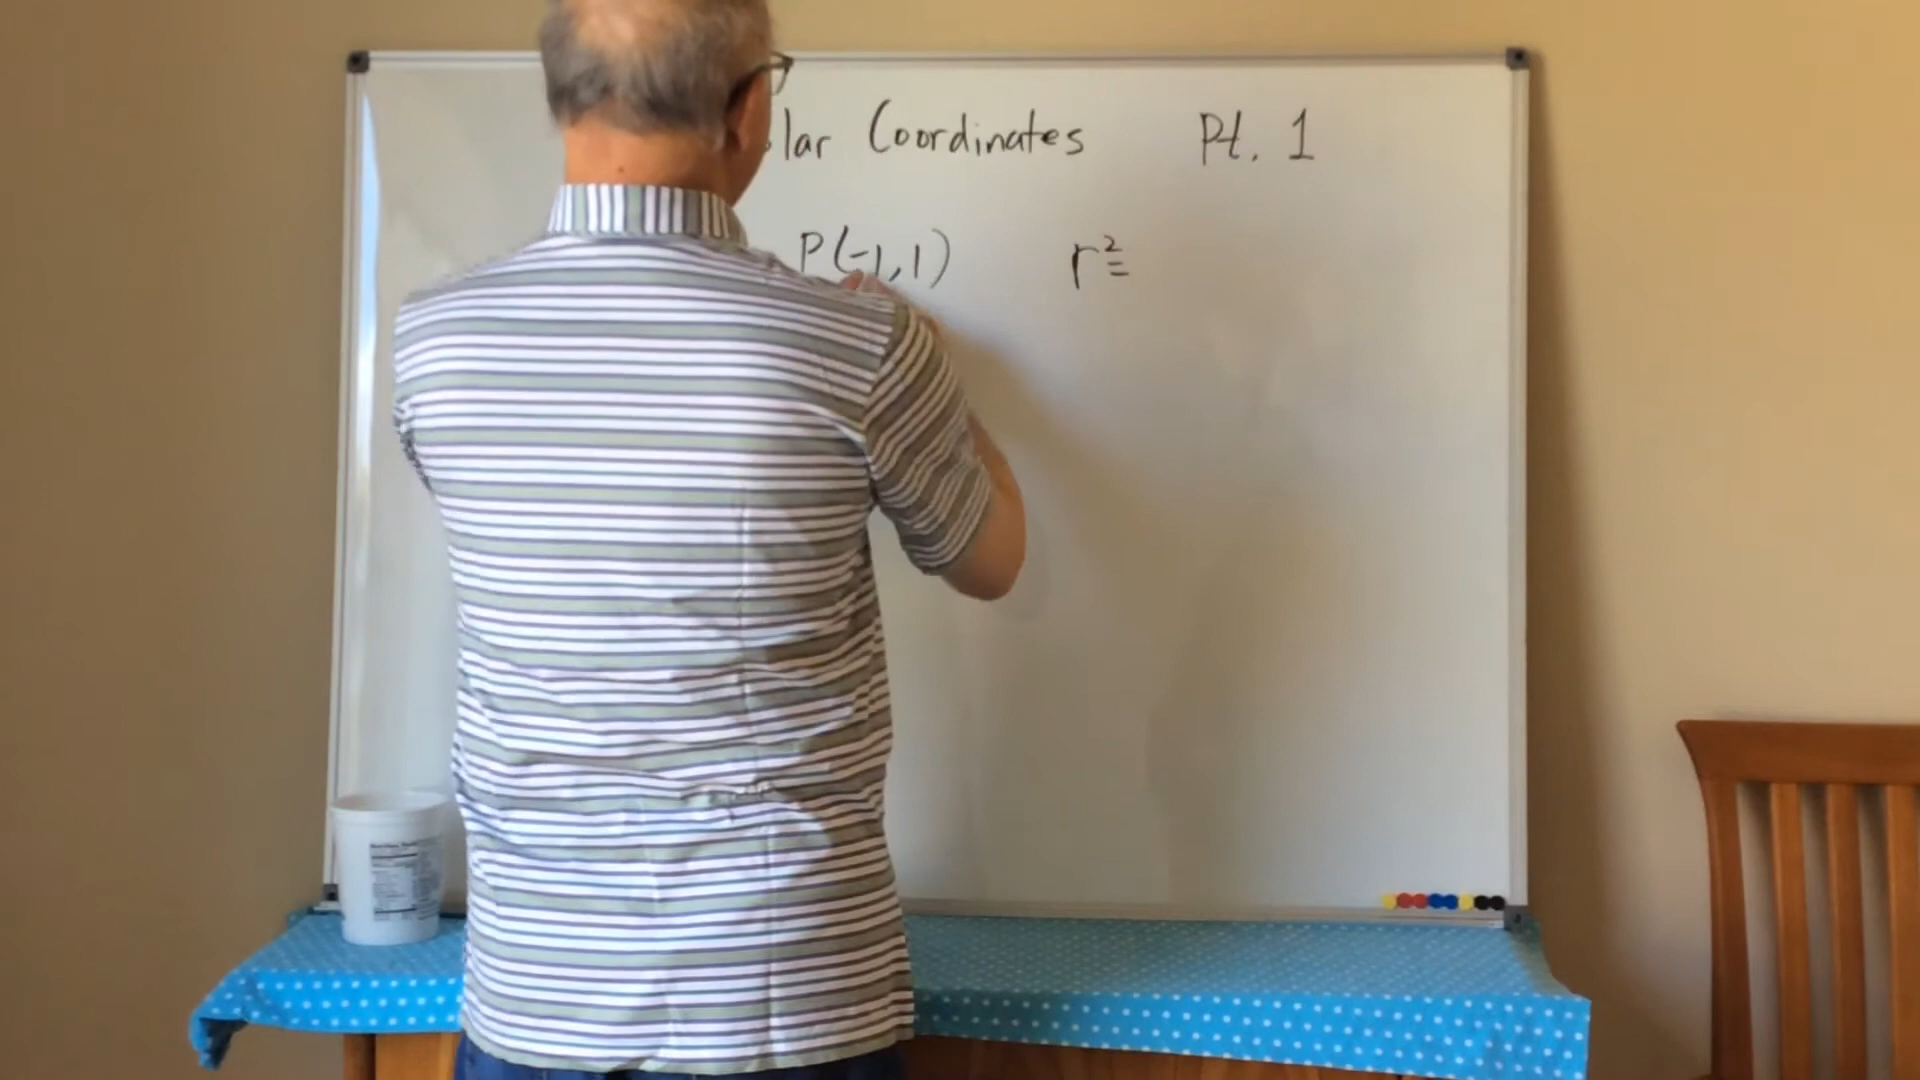 lar Coordinates Pt. 1
P(-1,1) r²=